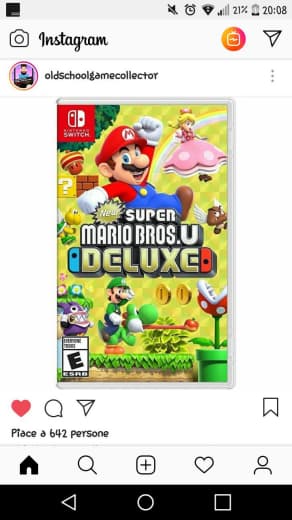 21% 20:08
Instagram
oldschoolgamecollector
NINTENDO
SWITCH
New
SUPER
MARIO BROS.U
DELUXE
EVERYONE
E
ESRB
Piace a 642 persone